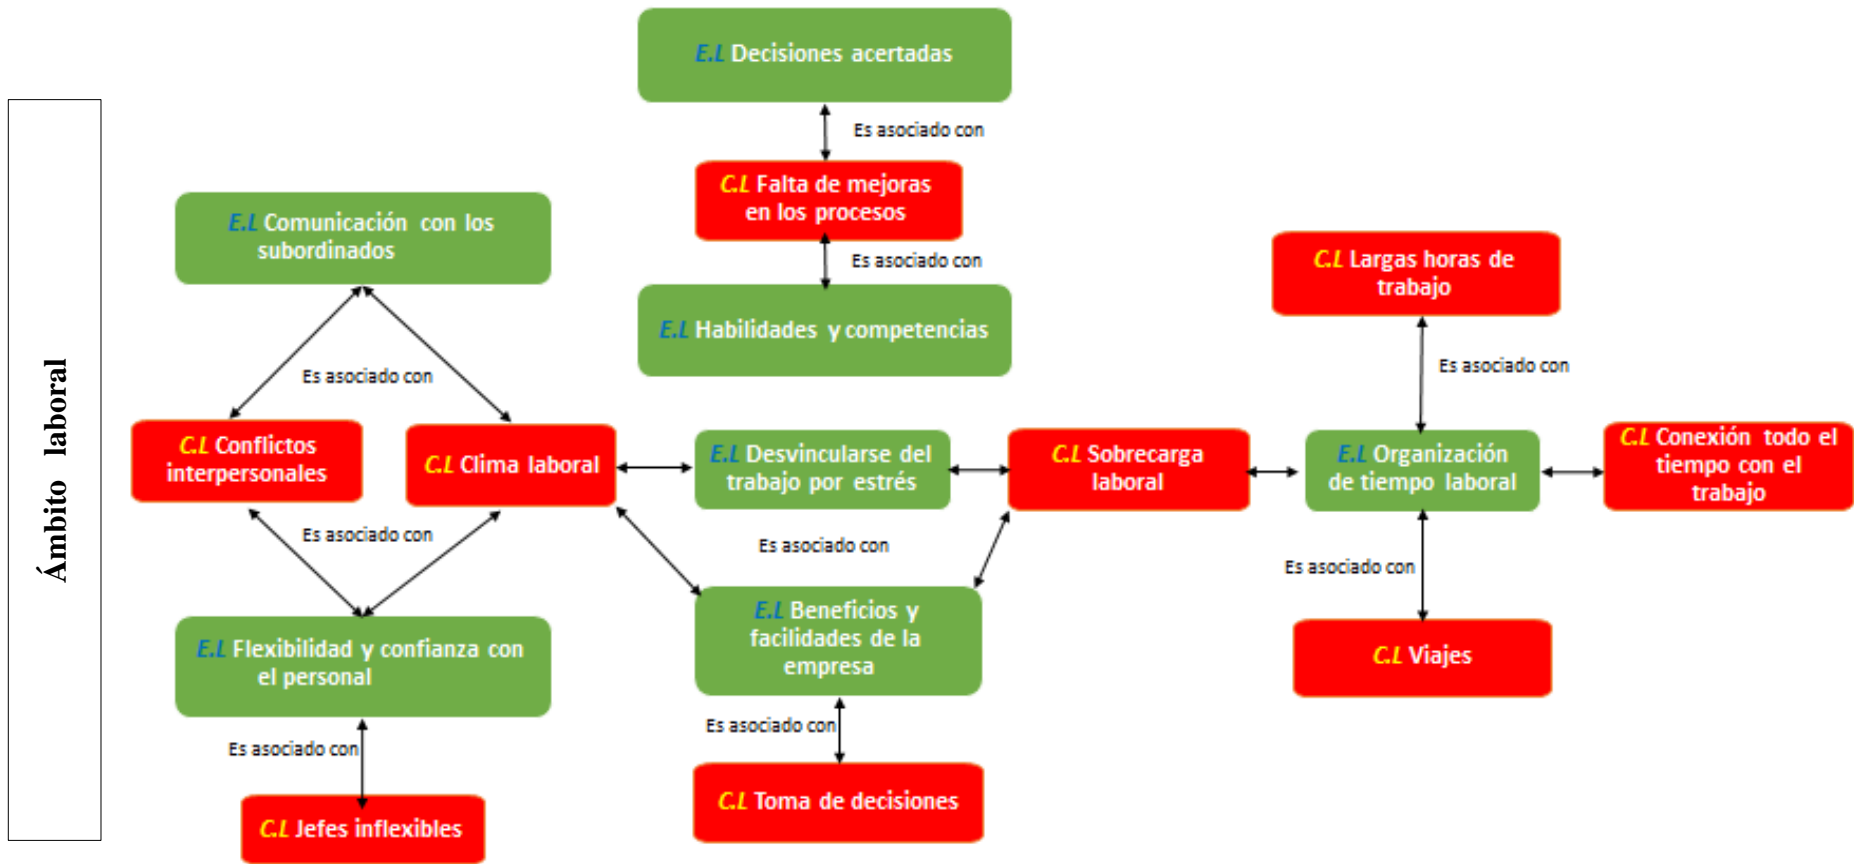 Ámbito laboral
E.L Decisiones acertadas
Es asociado con
C.L Falta de mejoras
en los procesos
Es asociado con
E.L Habilidades y competencias
E.L Comunicación con los
subordinados
Es asociado con
C.L Conflictos
interpersonales
C.L Clima laboral
Es asociado con
E.L Flexibilidad y confianza con
el personal
Es asociado con
C.L Jefes inflexibles
E.L Desvincularse del
trabajo por estrés
Es asociado con
E.L Beneficios y
facilidades de la
empresa
Es asociado con
C.L Toma de decisiones
C.L Sobrecarga
laboral
C.L Largas horas de
trabajo
Es asociado con
E.L Organización
de tiempo laboral
C.L Conexión todo el
tiempo con el
trabajo
Es asociado con
C.L Viajes